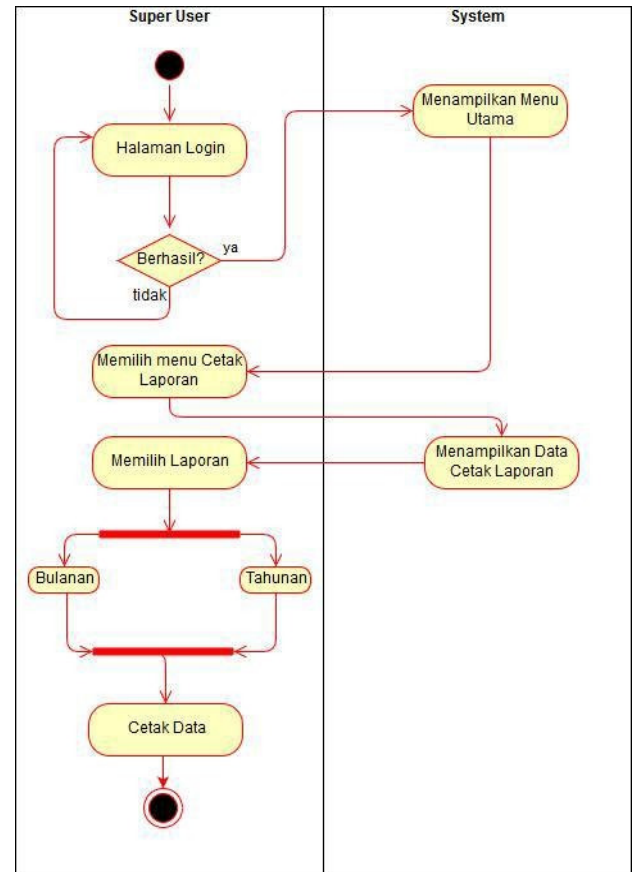 Super User
System
Halaman Login
Menampilkan Menu
Utama
Berhasil?
ya
tidak
Memilih menu Cetak
Laporan
Menampilkan Data
Cetak Laporan
Memilih Laporan
Bulanan
Tahunan
Cetak Data